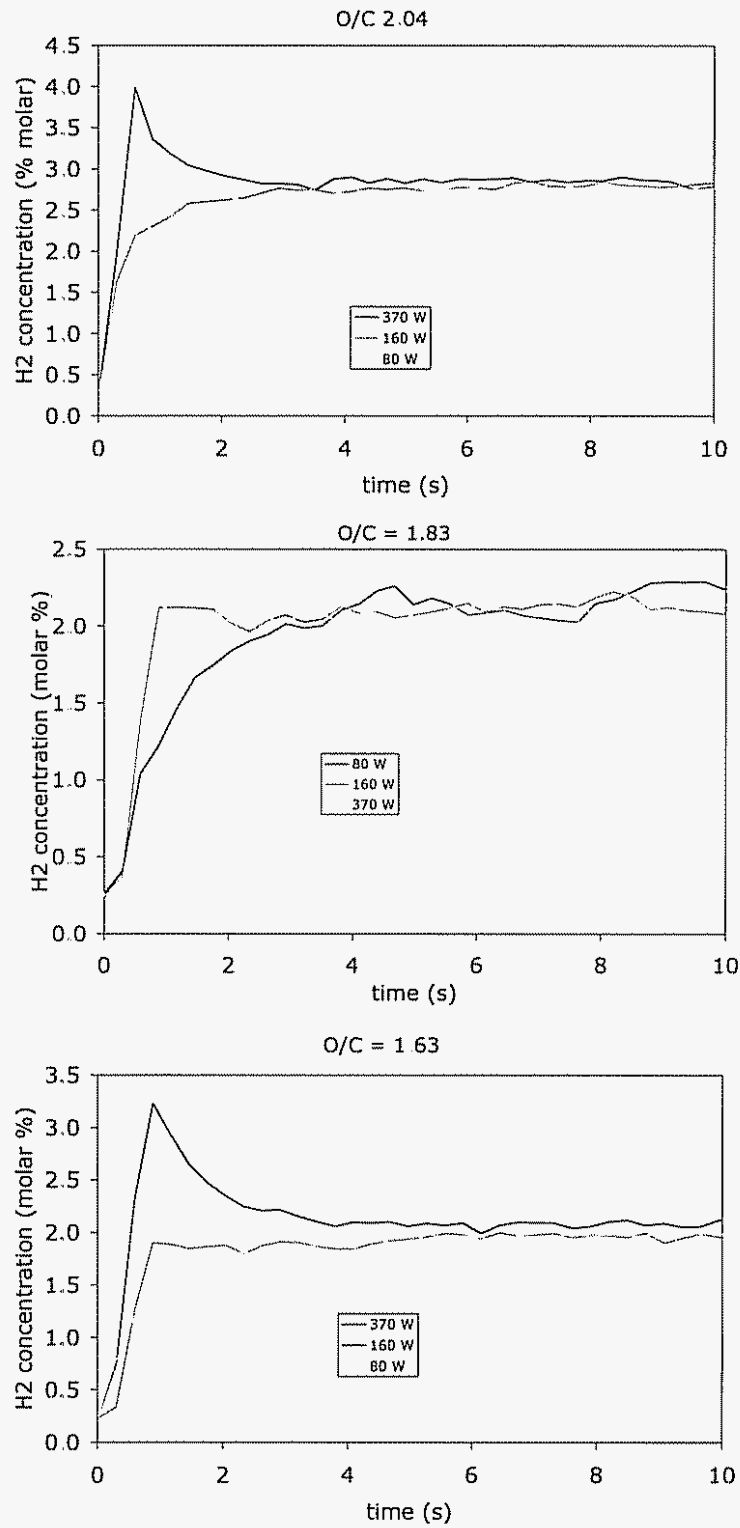 O/C 2.04
4.5
4.0
3.5
3.0
2.5
2.0
1.5
1.0
0.5
0.0
H2 concentration (% molar)
370 W
160 W
80 W
0 2 4 6 8 10
time (s)
O/C = 1.83
2.5
2.0
1.5
1.0
0.5
0.0
H2 concentration (molar %)
80 W
160 W
370 W
0 2 4 6 8 10
time (s)
O/C = 1.63
3.5
3.0
2.5
2.0
1.5
1.0
0.5
0.0
H2 concentration (molar %)
370 W
160 W
80 W
0 2 4 6 8 10
time (s)